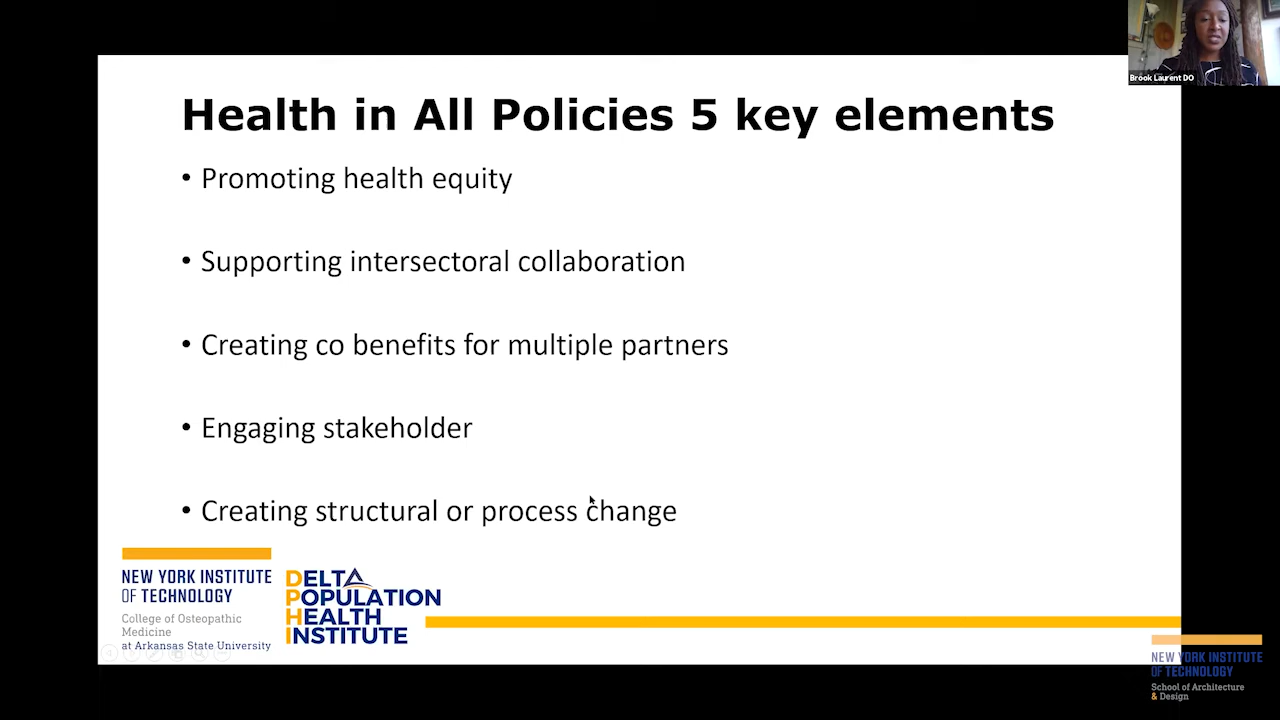 Brook Laurent DO
Health in All Policies 5 key elements
• Promoting health equity
• Supporting intersectoral collaboration
• Creating co benefits for multiple partners
• Engaging stakeholder
• Creating structural or process change
NEW YORK INSTITUTE
OF TECHNOLOGY
College of Osteopathic
Medicine
at Arkansas State University
DELTA
POPULATION
HEALTH
INSTITUTE
NEW YORK INSTITUTE
OF TECHNOLOGY
School of Architecture
& Design